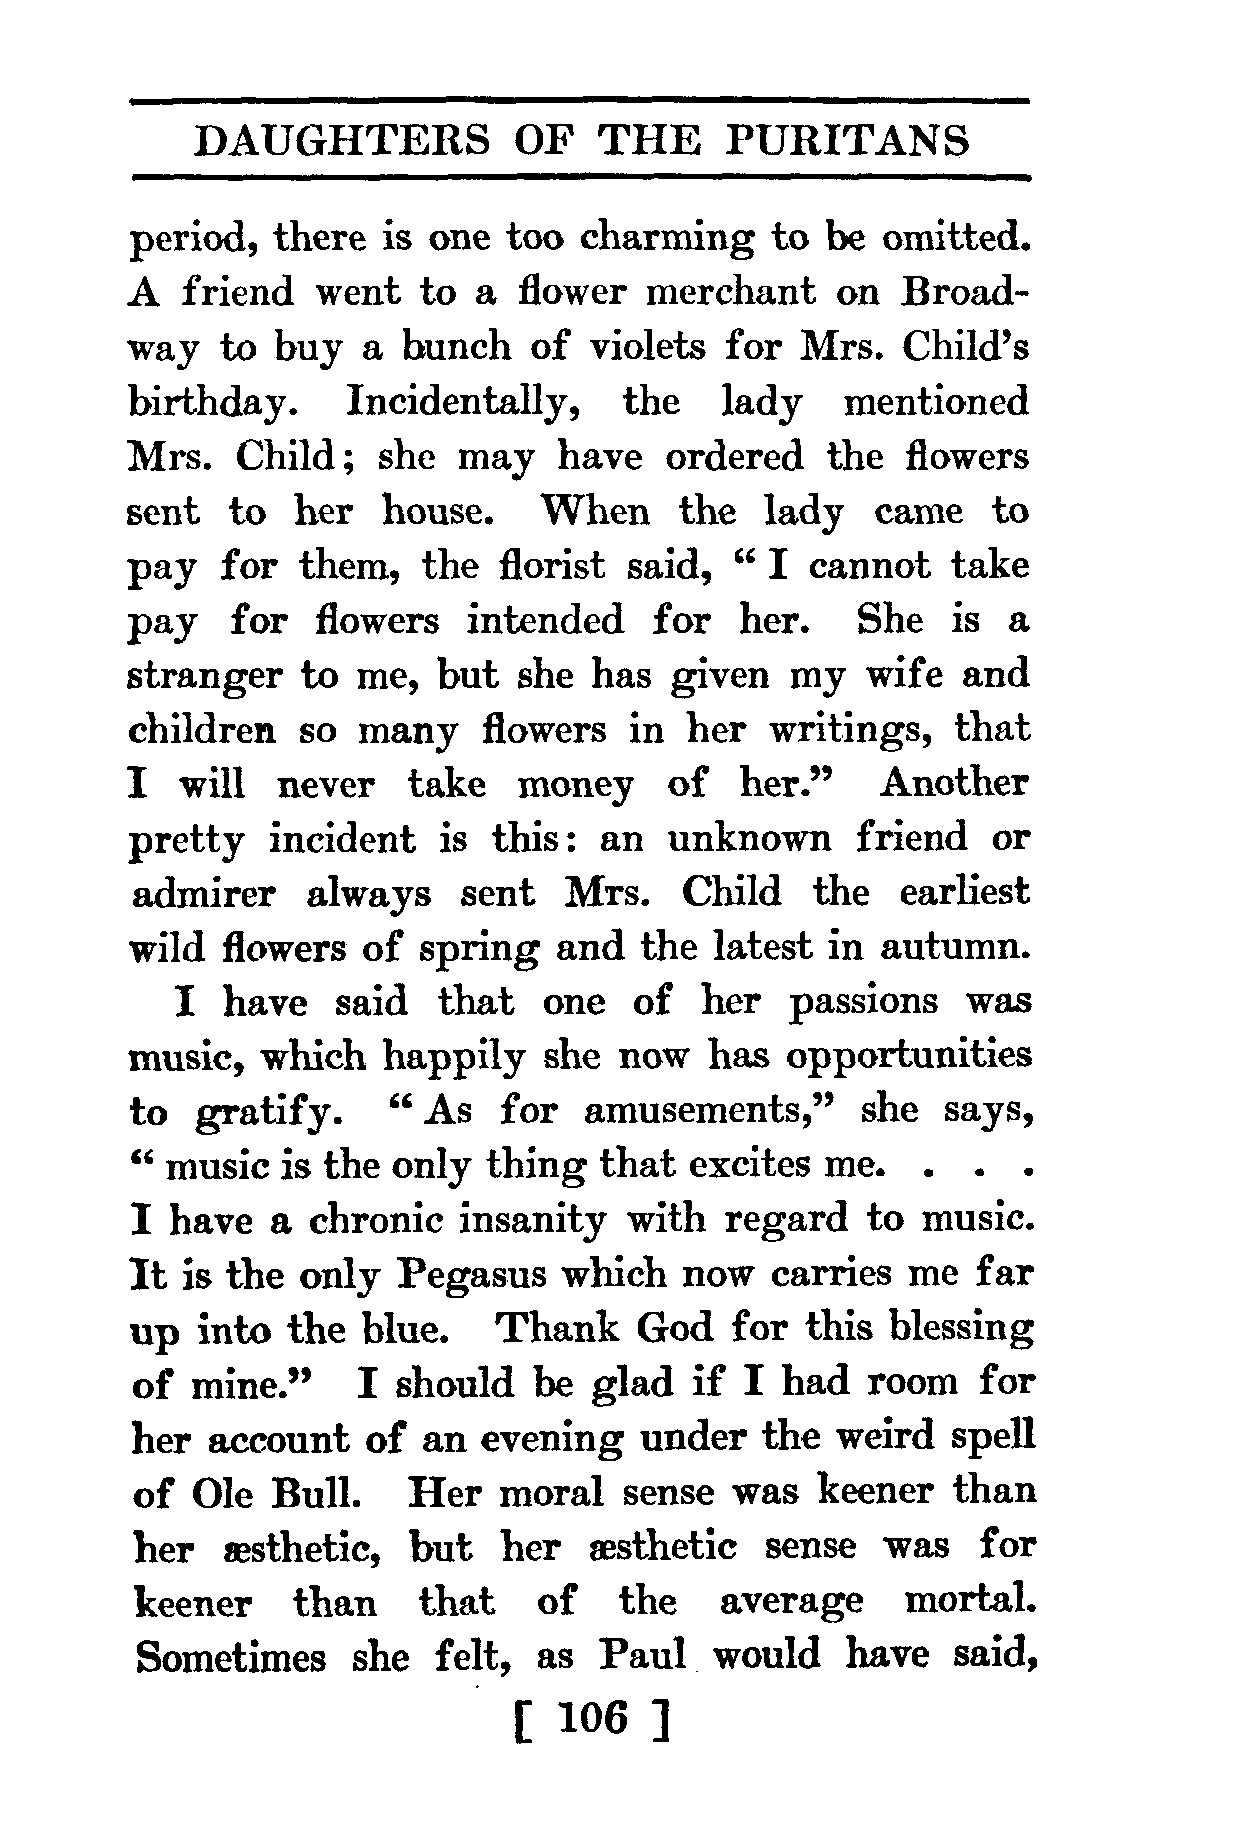 DAUGHTERS OF THE PURITANS
period, there is one too charming to be omitted.
A friend went to a flower merchant on Broad-
way to buy a bunch of violets for Mrs. Child's
birthday. Incidentally, the lady mentioned
Mrs. Child; she may have ordered the flowers
sent to her house. When the lady came to
pay for them, the florist said, “ I cannot take
pay for flowers intended for her. She is a
stranger to me, but she has given my wife and
children so many flowers in her writings, that
I will never take money of her.” Another
pretty incident is this: an unknown friend or
admirer always sent Mrs. Child the earliest
wild flowers of spring and the latest in autumn.
I have said that one of her passions was
music, which happily she now has opportunities
to gratify. “ As for amusements,” she says,
“ music is the only thing that excites me. . . .
I have a chronic insanity with regard to music.
It is the only Pegasus which now carries me far
up into the blue. Thank God for this blessing
of mine.” I should be glad if I had room for
her account of an evening under the weird spell
of Ole Bull. Her moral sense was keener than
her æsthetic, but her æsthetic sense was for
keener than that of the average mortal.
Sometimes she felt, as Paul would have said,
[ 106 ]